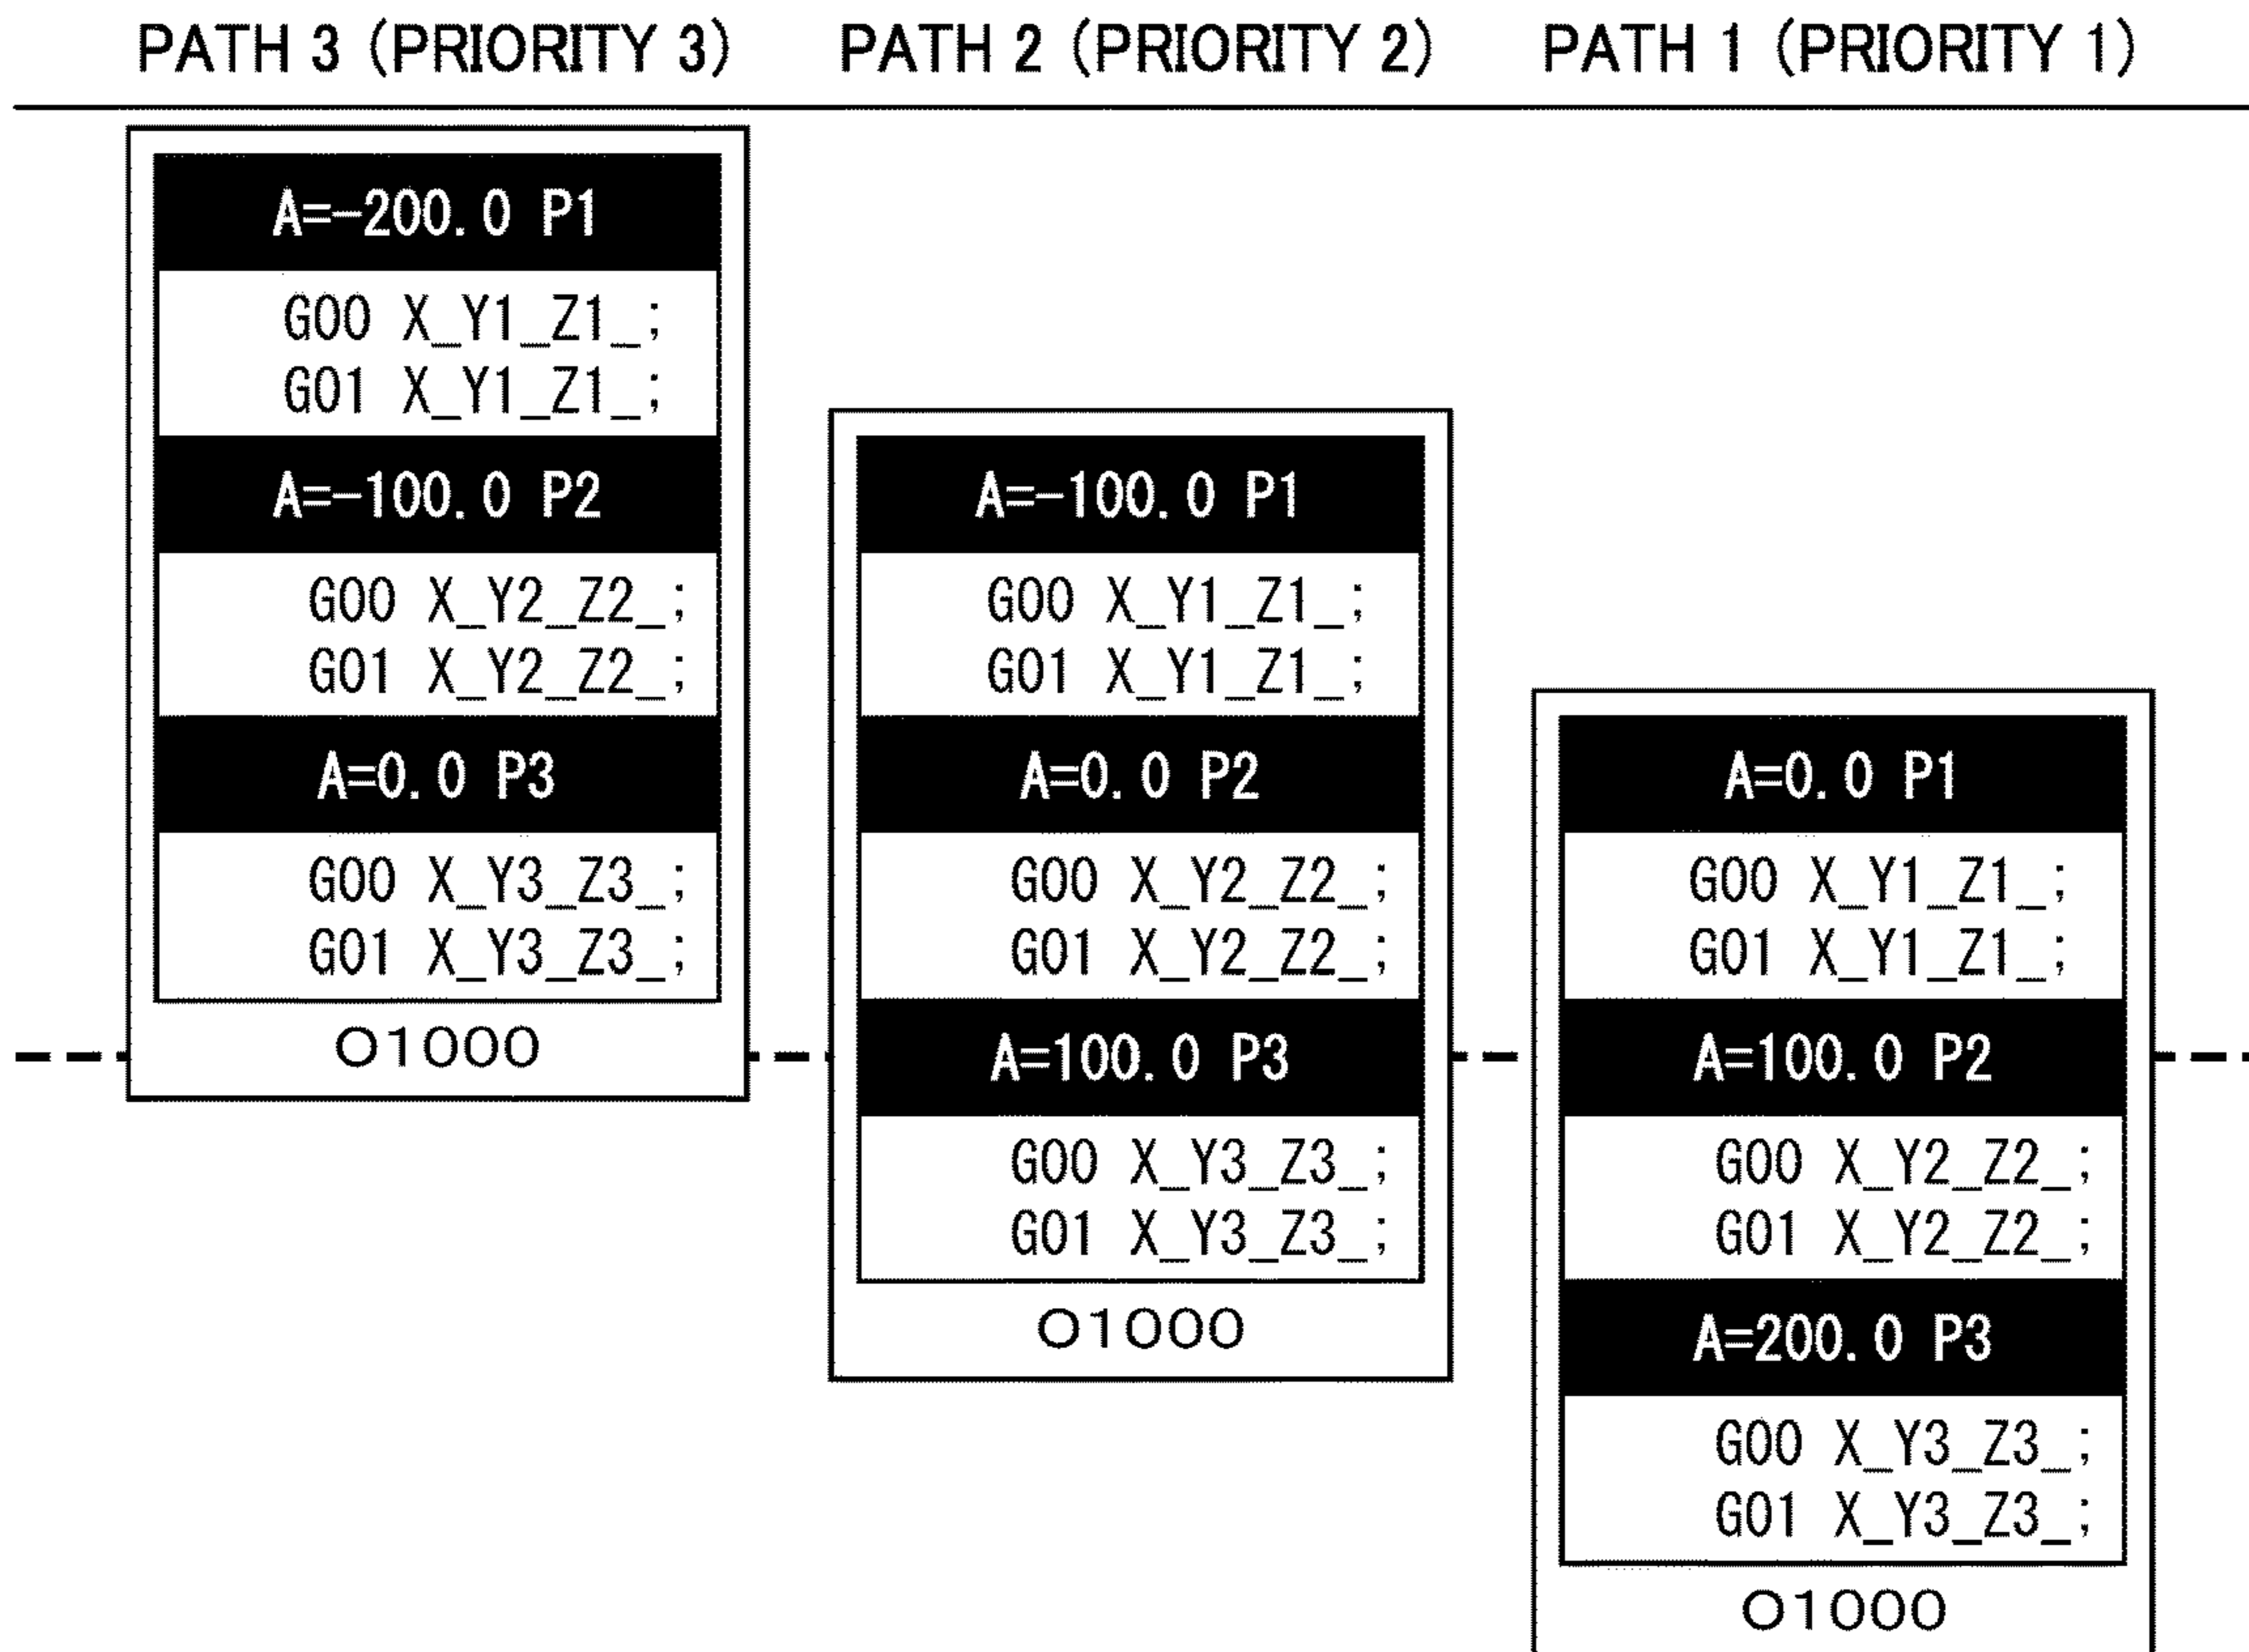 PATH 3 (PRIORITY 3)
PATH 2 (PRIORITY 2)
PATH 1 (PRIORITY 1)
A=-200.0 P1
G00 X_Y1_Z1_;
G01 X_Y1_Z1_;
A=-100.0 P2
G00 X_Y2_Z2_;
G01 X_Y2_Z2_;
A=0.0 P3
G00 X_Y3_Z3_;
G01 X_Y3_Z3_;
O1000
A=-100.0 P1
G00 X_Y1_Z1_;
G01 X_Y1_Z1_;
A=0.0 P2
G00 X_Y2_Z2_;
G01 X_Y2_Z2_;
A=100.0 P3
G00 X_Y3_Z3_;
G01 X_Y3_Z3_;
O1000
A=0.0 P1
G00 X_Y1_Z1_;
G01 X_Y1_Z1_;
A=100.0 P2
G00 X_Y2_Z2_;
G01 X_Y2_Z2_;
A=200.0 P3
G00 X_Y3_Z3_;
G01 X_Y3_Z3_;
O1000